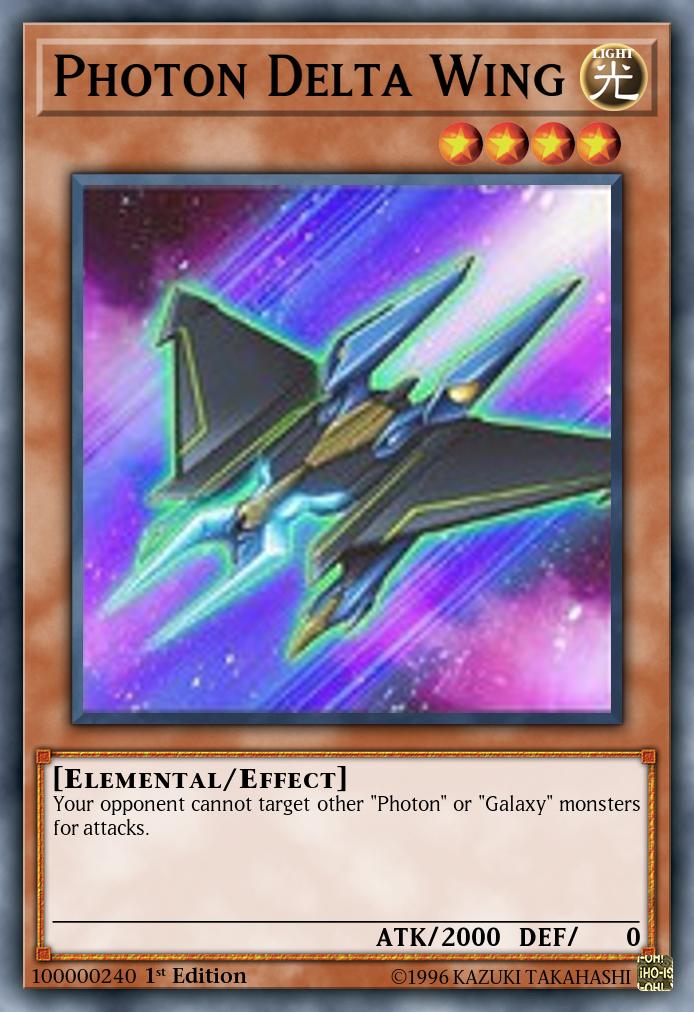 Photon Delta Wing
LIGHT
光
[Elemental/Effect]
Your opponent cannot target other "Photon" or "Galaxy" monsters
for attacks.
ATK/2000 DEF/ 0
100000240 1st Edition
©1996 KAZUKI TAKAHASHI